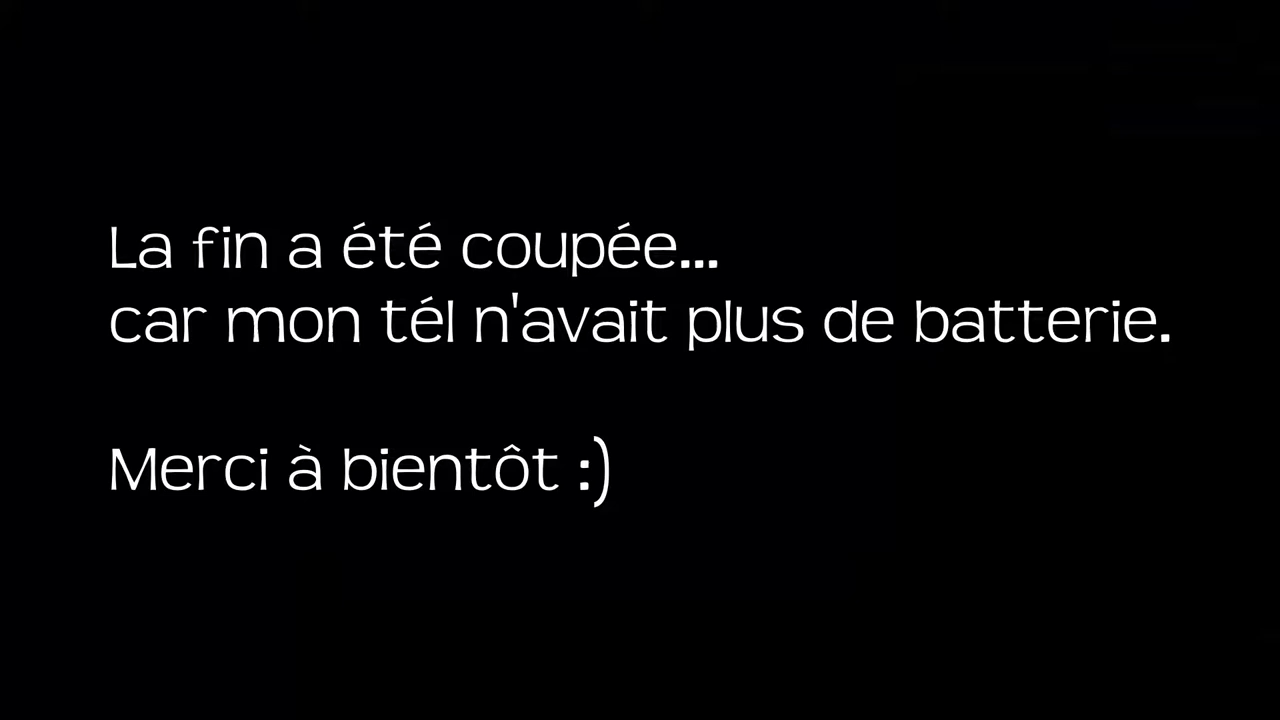 La fin a été coupée...
car mon tél n'avait plus de batterie.
Merci à bientôt :)